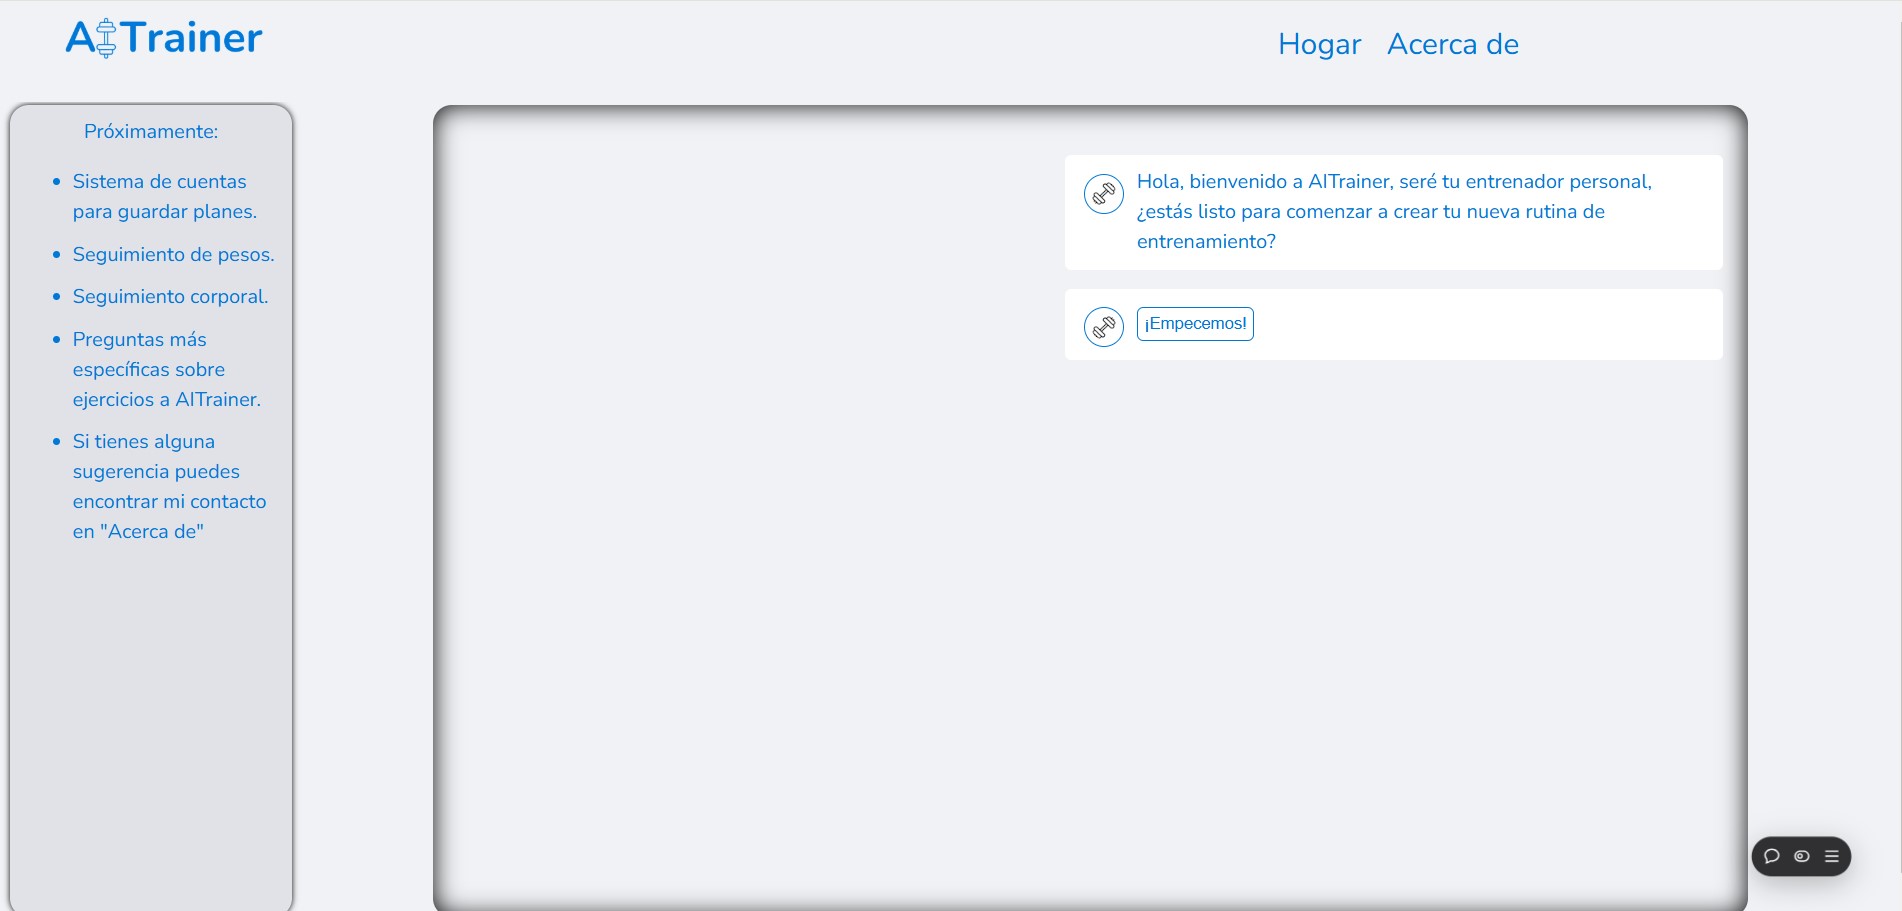 AITrainer
Hogar Acerca de
Próximamente:
Sistema de cuentas
para guardar planes.
Seguimiento de pesos.
Seguimiento corporal.
Preguntas más
específicas sobre
ejercicios a AITrainer.
Si tienes alguna
sugerencia puedes
encontrar mi contacto
en "Acerca de"
Hola, bienvenido a AITrainer, seré tu entrenador personal,
¿estás listo para comenzar a crear tu nueva rutina de
entrenamiento?
¡Empecemos!